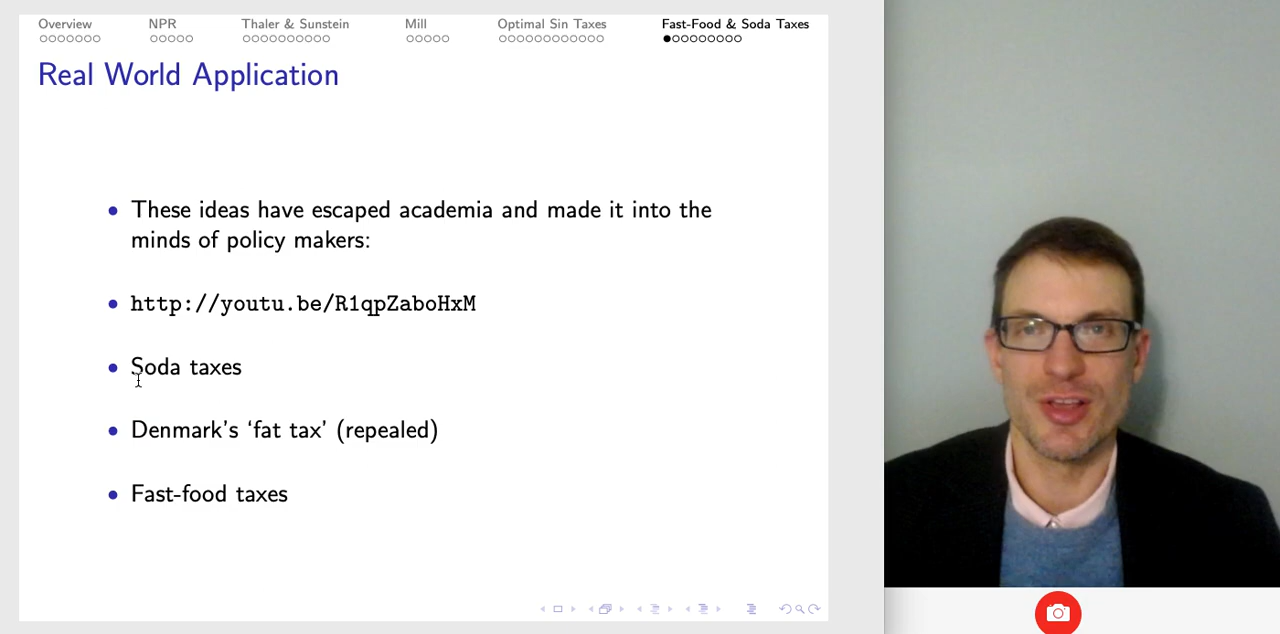 Overview NPR Thaler & Sunstein Mill Optimal Sin Taxes Fast-Food & Soda Taxes
Real World Application
• These ideas have escaped academia and made it into the
minds of policy makers:
• http://youtu.be/R1qpZaboHxM
• Soda taxes
• Denmark's ‘fat tax’ (repealed)
• Fast-food taxes